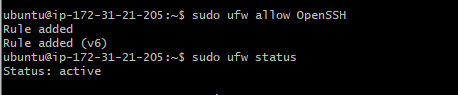 ubuntu@ip-172-31-21-205:~$ sudo ufw allow OpenSSH
Rule added
Rule added (v6)
ubuntu@ip-172-31-21-205:~$ sudo ufw status
Status: active